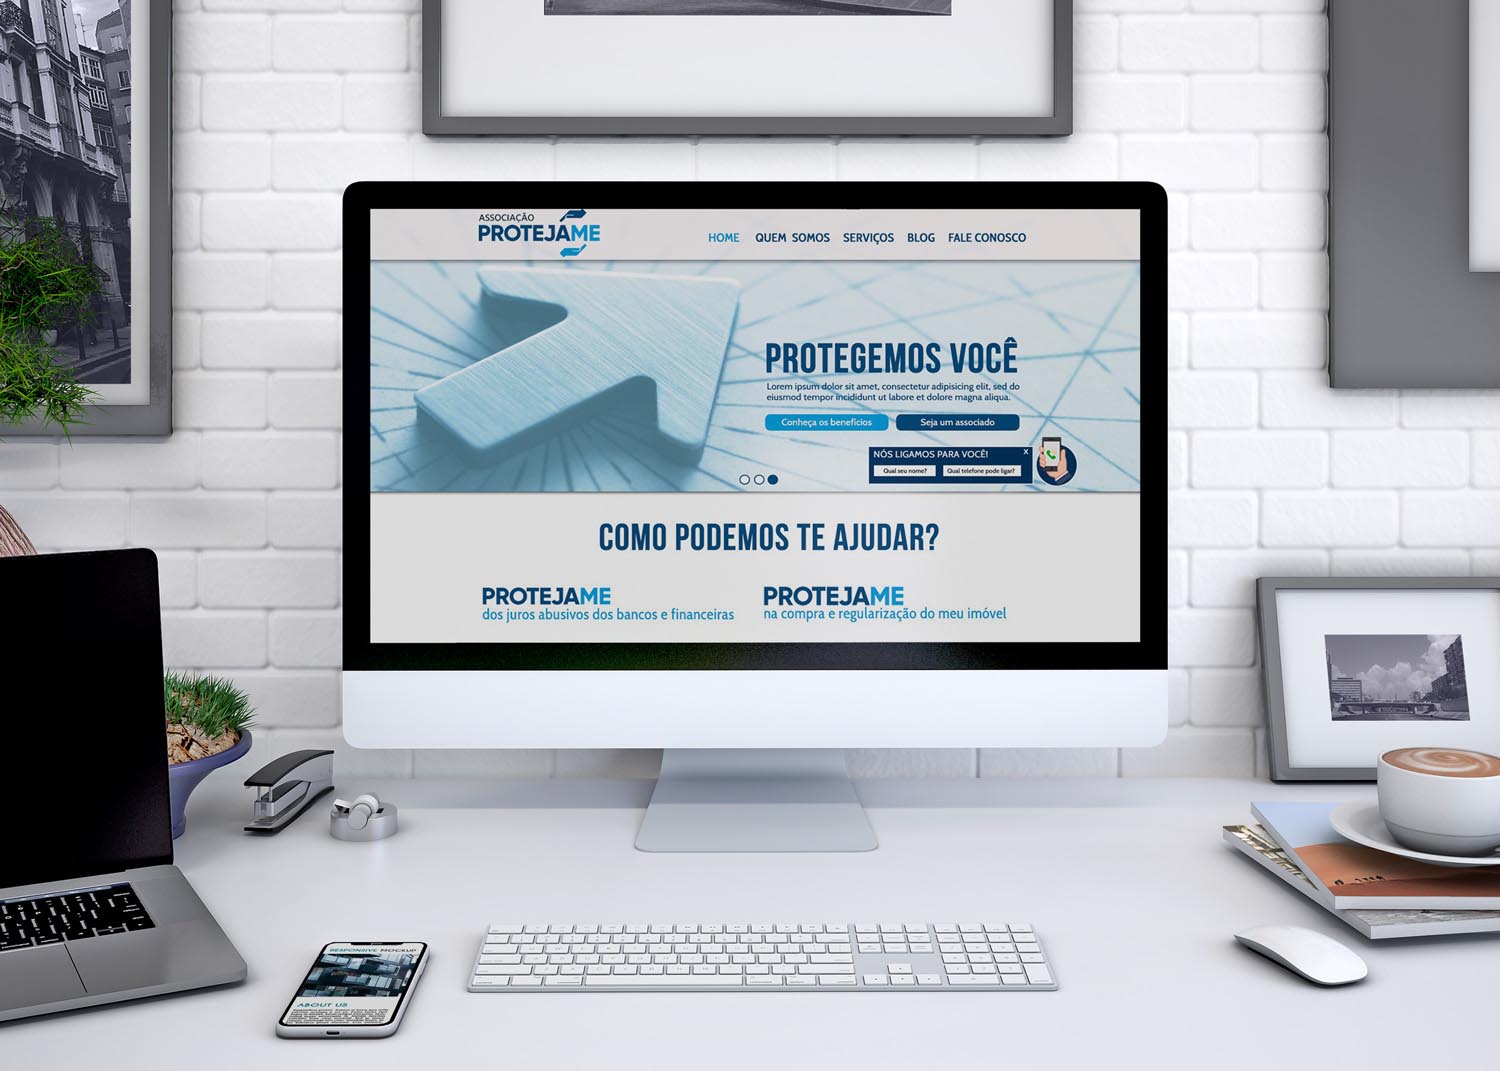 ASSOCIAÇÃO
PROTEJAME
HOME QUEM SOMOS SERVIÇOS BLOG FALE CONOSCO
PROTEGEMOS VOCÊ
Lorem ipsum dolor sit amet, consectetur adipisicing elit, sed do
eiusmod tempor incididunt ut labore et dolore magna aliqua.
Conheça os benefícios Seja um associado
NÓS LIGAMOS PARA VOCÊ! X
Qual seu nome? Qual telefone pode ligar?
COMO PODEMOS TE AJUDAR?
PROTEJAME
dos juros abusivos dos bancos e financeiras
PROTEJAME
na compra e regularização do meu imóvel
RESPONSIVE MOCKUP
ABOUT US